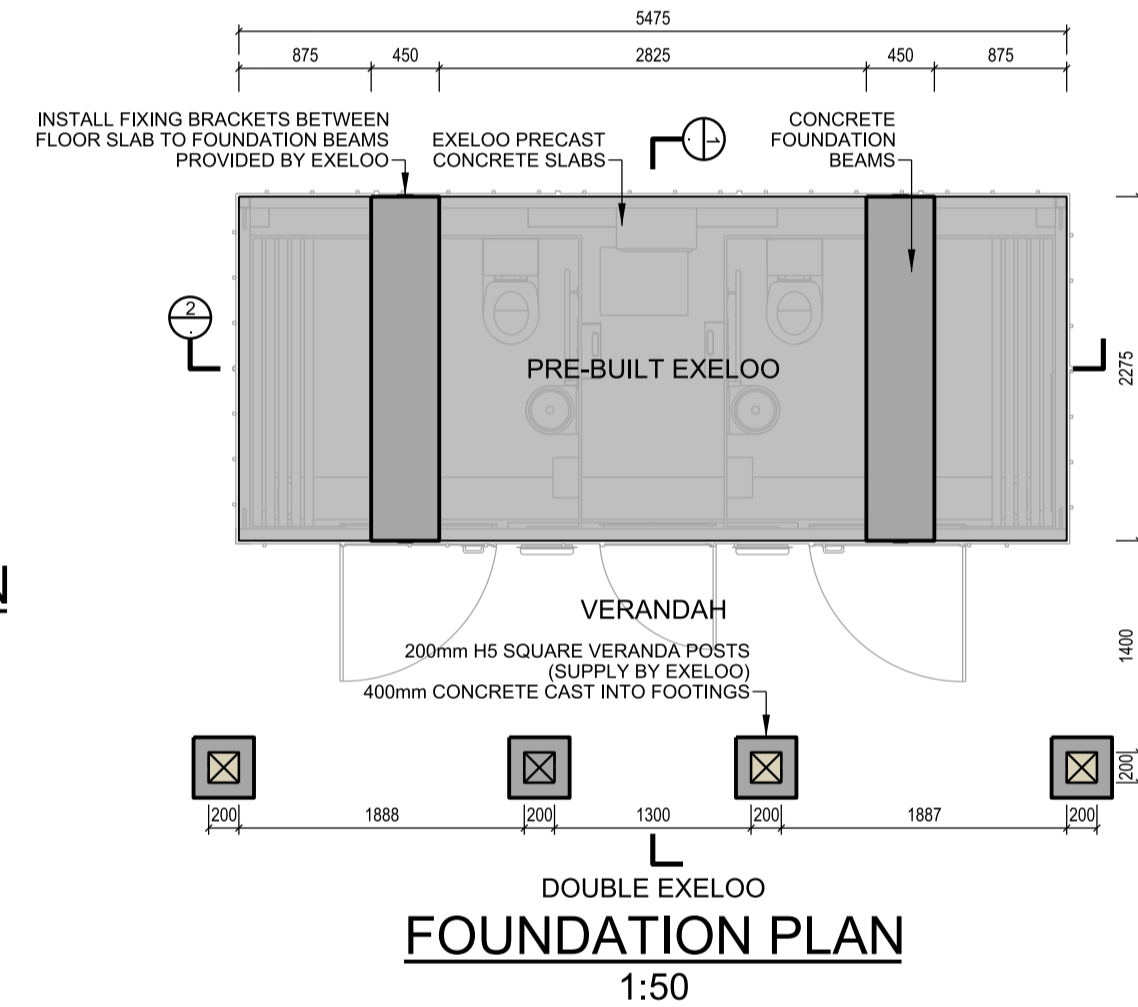 5475
875 450 2825 450 875
INSTALL FIXING BRACKETS BETWEEN
FLOOR SLAB TO FOUNDATION BEAMS
PROVIDED BY EXELOO
EXELOO PRECAST
CONCRETE SLABS
1
CONCRETE
FOUNDATION
BEAMS
2
PRE-BUILT EXELOO
2275
VERANDAH
200mm H5 SQUARE VERANDA POSTS
(SUPPLY BY EXELOO)
400mm CONCRETE CAST INTO FOOTINGS
1400
200
200 1888 200 1300 200 1887 200
DOUBLE EXELOO
FOUNDATION PLAN
1:50